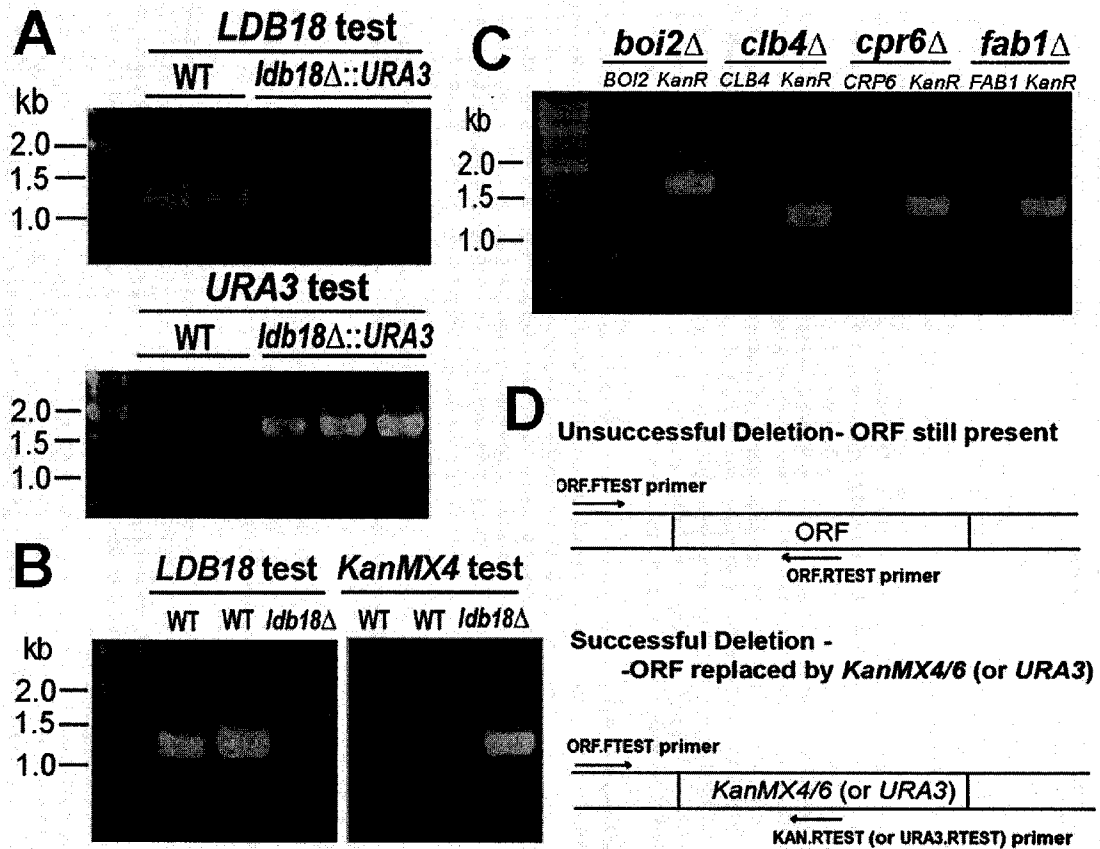 A
LDB18 test
WT ldb18Δ::URA3
kb
2.0
1.5
1.0
URA3 test
WT ldb18Δ::URA3
2.0
1.5
1.0
B
LDB18 test KanMX4 test
WT WT ldb18Δ WT WT ldb18Δ
kb
2.0
1.5
1.0
C
boi2Δ clb4Δ cpr6Δ fab1Δ
BOI2 KanR CLB4 KanR CRP6 KanR FAB1 KanR
kb
2.0
1.5
1.0
D
Unsuccessful Deletion- ORF still present
ORF.FTEST primer
ORF
ORF.RTEST primer
Successful Deletion -
-ORF replaced by KanMX4/6 (or URA3)
ORF.FTEST primer
KanMX4/6 (or URA3)
KAN.RTEST (or URA3.RTEST) primer